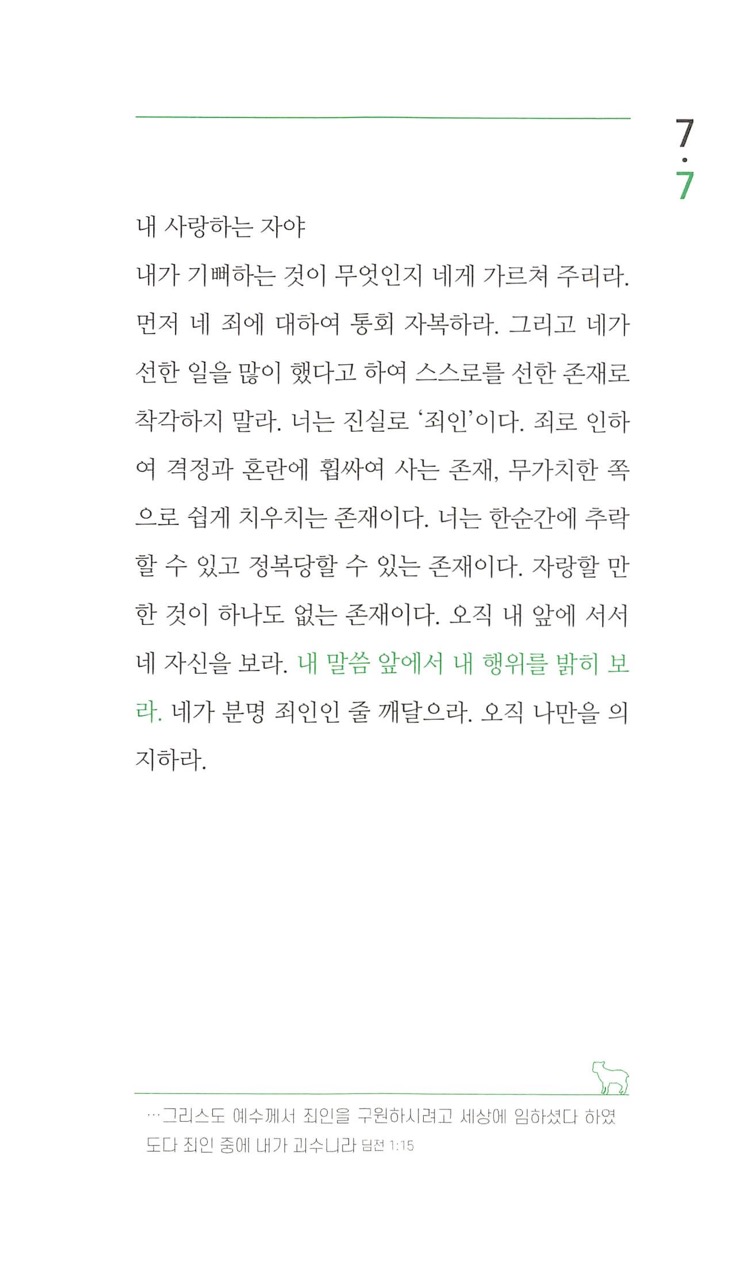 7
·
7
내 사랑하는 자야
내가 기뻐하는 것이 무엇인지 네게 가르쳐 주리라.
먼저 네 죄에 대하여 통회 자복하라. 그리고 네가
선한 일을 많이 했다고 하여 스스로를 선한 존재로
착각하지 말라. 너는 진실로 ‘죄인’이다. 죄로 인하
여 격정과 혼란에 휩싸여 사는 존재, 무가치한 쪽
으로 쉽게 치우치는 존재이다. 너는 한순간에 추락
할 수 있고 정복당할 수 있는 존재이다. 자랑할 만
한 것이 하나도 없는 존재이다. 오직 내 앞에 서서
네 자신을 보라. 내 말씀 앞에서 내 행위를 밝히 보
라. 네가 분명 죄인인 줄 깨달으라. 오직 나만을 의
지하라.
…그리스도 예수께서 죄인을 구원하시려고 세상에 임하셨다 하였
도다 죄인 중에 내가 괴수니라 딤전 1:15